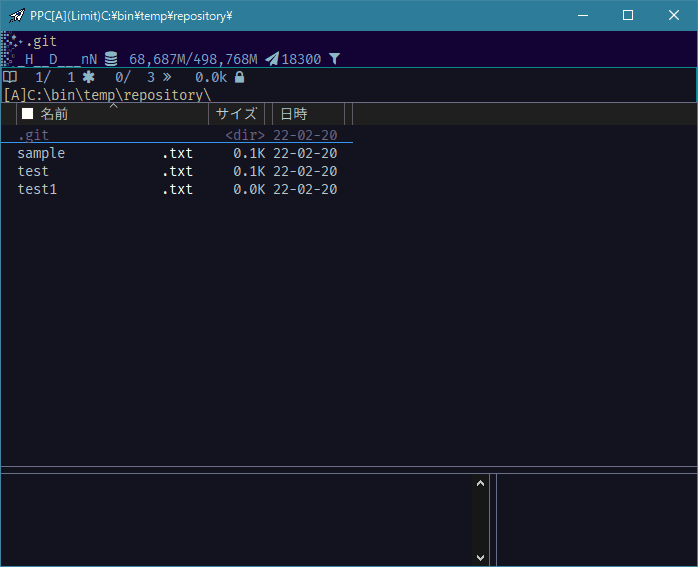 PPC[A](Limit)C:¥bin¥temp¥repository¥
.git
_H__D___nN 68,687M/498,768M 18300
1/ 1 0/ 3 » 0.0k
[A]C:\bin\temp\repository\
名前 サイズ 日時
.git <dir> 22-02-20
sample .txt 0.1K 22-02-20
test .txt 0.1K 22-02-20
test1 .txt 0.0K 22-02-20